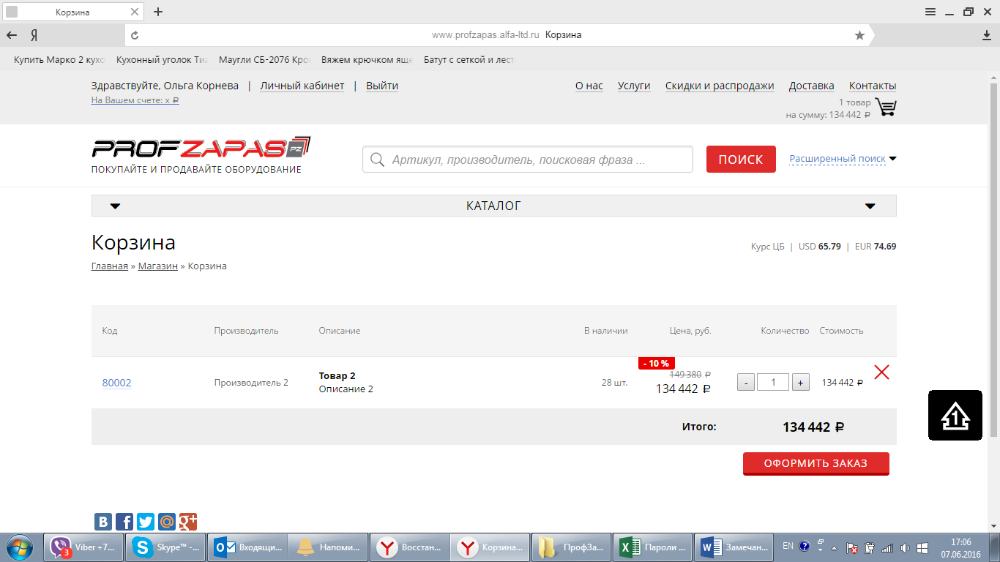 Корзина
Я
www.profzapas.alfa-ltd.ru Корзина
Купить Марко 2 кухо Кухонный уголок Тиа Маугли СБ-2076 Кро Вяжем крючком яще Батут с сеткой и лест
Здравствуйте, Ольга Корнева | Личный кабинет | Выйти
О нас Услуги Скидки и распродажи Доставка Контакты
На Вашем счете: x ₽
1 товар
на сумму: 134 442 ₽
PROFZAPAS PZ
ПОКУПАЙТЕ И ПРОДАВАЙТЕ ОБОРУДОВАНИЕ
Артикул, производитель, поисковая фраза ...
ПОИСК
Расширенный поиск
КАТАЛОГ
Корзина
Курс ЦБ | USD 65.79 | EUR 74.69
Главная » Магазин » Корзина
Код Производитель Описание В наличии Цена, руб. Количество Стоимость
- 10 %
80002 Производитель 2
Товар 2
Описание 2
28 шт.
149 380 ₽
134 442 ₽
- 1 +
134 442 ₽
1
Итого: 134 442 ₽
ОФОРМИТЬ ЗАКАЗ
В f @ g+
3 Viber +7... Skype™ -... Входящи... Напоми... Восстан... Корзина... ПрофЗа... Пароли ... Замечан...
EN
17:06
07.06.2016